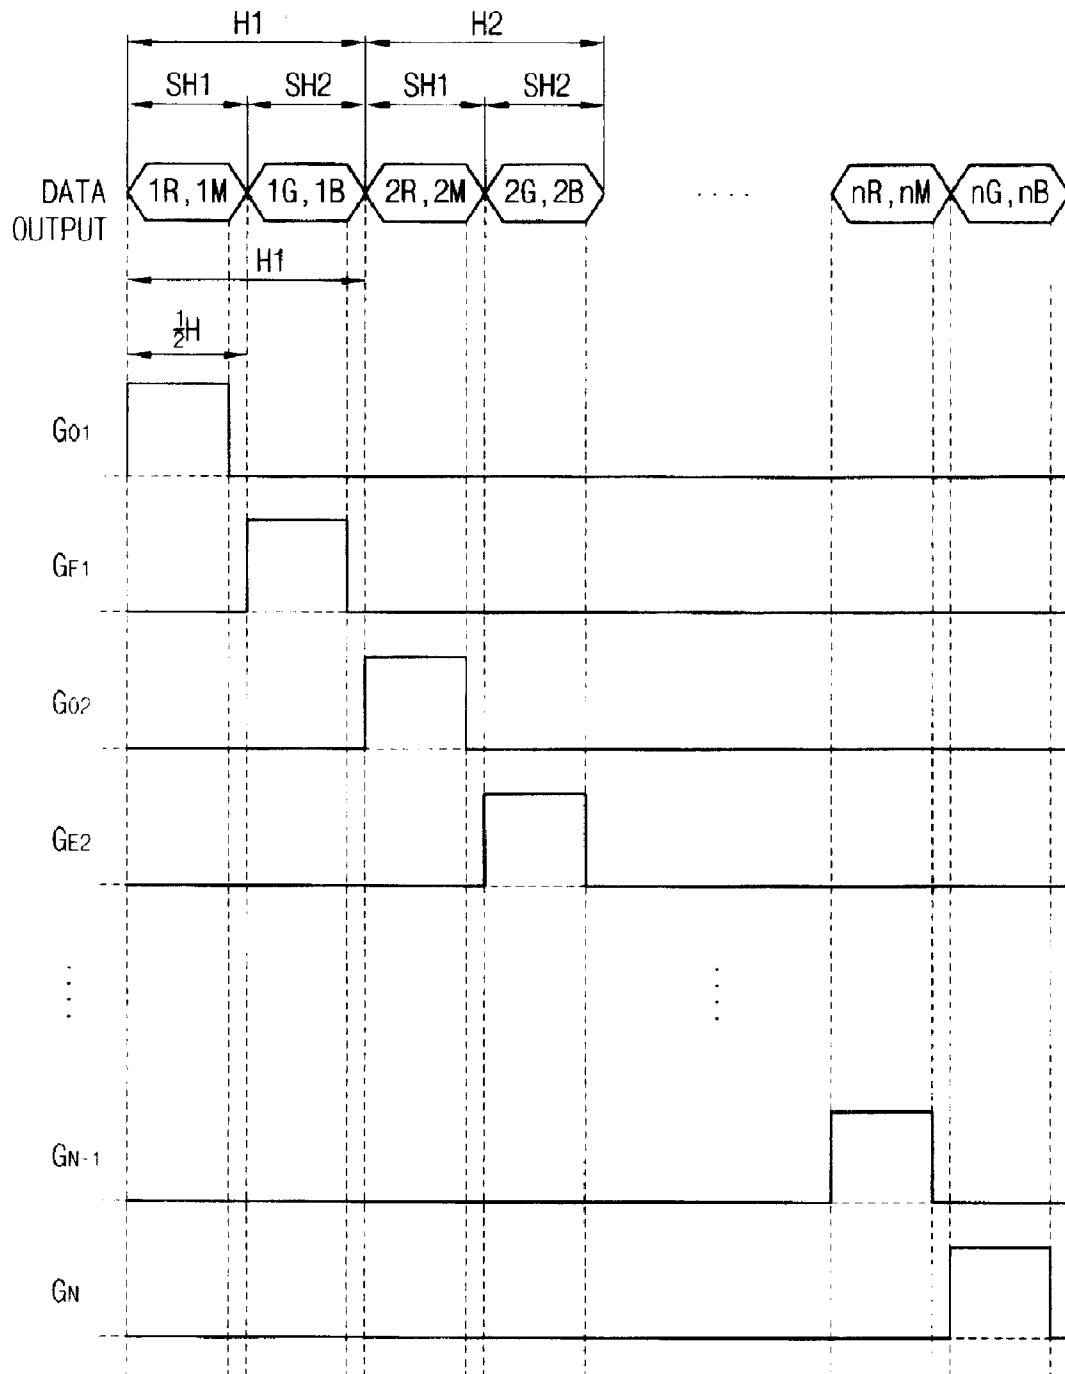 H1 H2
SH1 SH2 SH1 SH2
DATA OUTPUT
1R, 1M 1G, 1B 2R, 2M 2G, 2B . . . . nR, nM nG, nB
H1
½H
GO1
GF1
GO2
GE2
GN-1
GN